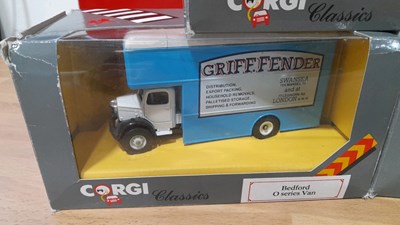 CORGI
Classics
GRIFF.FENDER
DISTRIBUTION,
EXPORT PACKING,
HOUSEHOLD REMOVALS,
PALLETISED STORAGE
SHIPPING & FORWARDING
SWANSEA
LONDON
CORGI
Classics
Bedford
O series Van